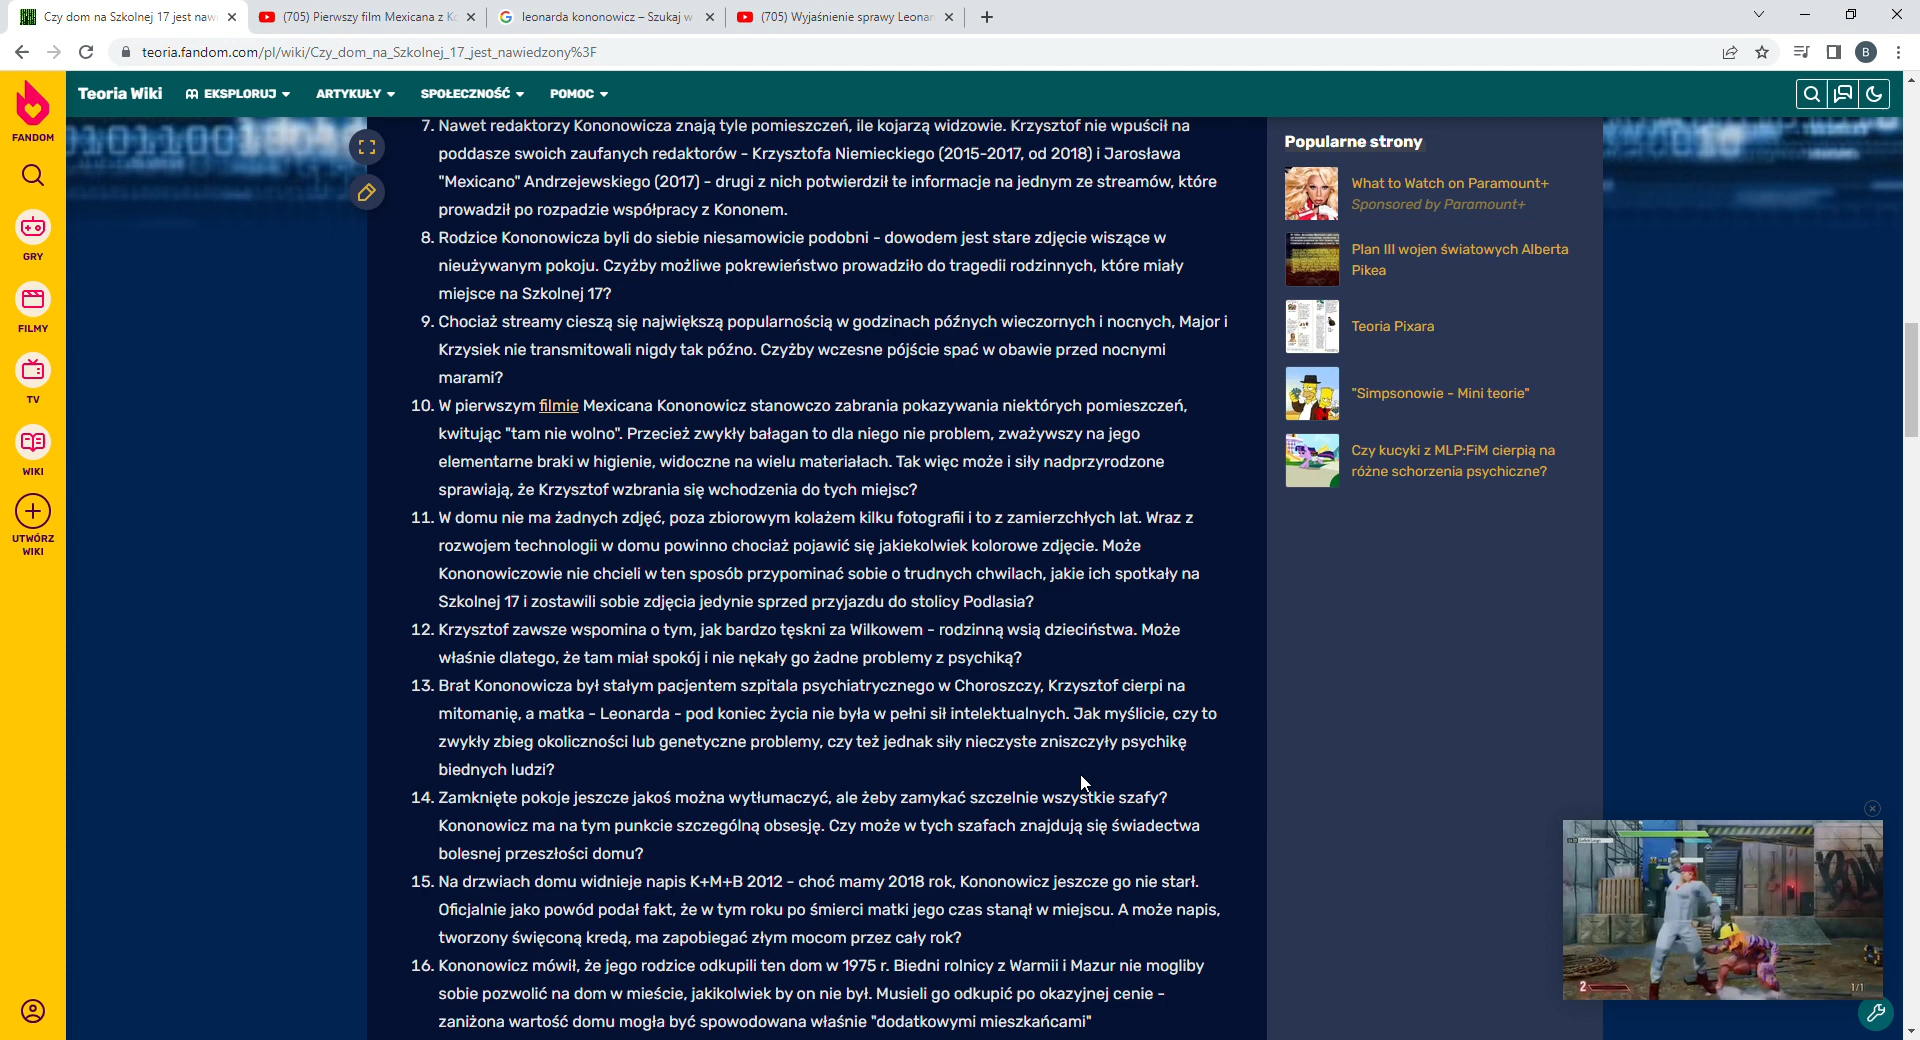 Czy dom na Szkolnej 17 jest naw
(705) Pierwszy film Mexicana z K
leonarda kononowicz – Szukaj w
(705) Wyjaśnienie sprawy Leonar
teoria.fandom.com/pl/wiki/Czy_dom_na_Szkolnej_17_jest_nawiedzony%3F
B
FANDOM
GRY
FILMY
TV
WIKI
UTWÓRZ
WIKI
Teoria Wiki
EKSPLORUJ
ARTYKUŁY
SPOŁECZNOŚĆ
POMOC
7. Nawet redaktorzy Kononowicza znają tyle pomieszczeń, ile kojarzą widzowie. Krzysztof nie wpuścił na
poddasze swoich zaufanych redaktorów - Krzysztofa Niemieckiego (2015-2017, od 2018) i Jarosława
"Mexicano" Andrzejewskiego (2017) - drugi z nich potwierdził te informacje na jednym ze streamów, które
prowadził po rozpadzie współpracy z Kononem.
8. Rodzice Kononowicza byli do siebie niesamowicie podobni - dowodem jest stare zdjęcie wiszące w
nieużywanym pokoju. Czyżby możliwe pokrewieństwo prowadziło do tragedii rodzinnych, które miały
miejsce na Szkolnej 17?
9. Chociaż streamy cieszą się największą popularnością w godzinach późnych wieczornych i nocnych, Major i
Krzysiek nie transmitowali nigdy tak późno. Czyżby wczesne pójście spać w obawie przed nocnymi
marami?
10. W pierwszym filmie Mexicana Kononowicz stanowczo zabrania pokazywania niektórych pomieszczeń,
kwitując "tam nie wolno". Przecież zwykły bałagan to dla niego nie problem, zważywszy na jego
elementarne braki w higienie, widoczne na wielu materiałach. Tak więc może i siły nadprzyrodzone
sprawiają, że Krzysztof wzbrania się wchodzenia do tych miejsc?
11. W domu nie ma żadnych zdjęć, poza zbiorowym kolażem kilku fotografii i to z zamierzchłych lat. Wraz z
rozwojem technologii w domu powinno chociaż pojawić się jakiekolwiek kolorowe zdjęcie. Może
Kononowiczowie nie chcieli w ten sposób przypominać sobie o trudnych chwilach, jakie ich spotkały na
Szkolnej 17 i zostawili sobie zdjęcia jedynie sprzed przyjazdu do stolicy Podlasia?
12. Krzysztof zawsze wspomina o tym, jak bardzo tęskni za Wilkowem - rodzinną wsią dzieciństwa. Może
właśnie dlatego, że tam miał spokój i nie nękały go żadne problemy z psychiką?
13. Brat Kononowicza był stałym pacjentem szpitala psychiatrycznego w Choroszczy, Krzysztof cierpi na
mitomanię, a matka - Leonarda - pod koniec życia nie była w pełni sił intelektualnych. Jak myślicie, czy to
zwykły zbieg okoliczności lub genetyczne problemy, czy też jednak siły nieczyste zniszczyły psychikę
biednych ludzi?
14. Zamknięte pokoje jeszcze jakoś można wytłumaczyć, ale żeby zamykać szczelnie wszystkie szafy?
Kononowicz ma na tym punkcie szczególną obsesję. Czy może w tych szafach znajdują się świadectwa
bolesnej przeszłości domu?
15. Na drzwiach domu widnieje napis K+M+B 2012 - choć mamy 2018 rok, Kononowicz jeszcze go nie starł.
Oficjalnie jako powód podał fakt, że w tym roku po śmierci matki jego czas stanął w miejscu. A może napis,
tworzony święconą kredą, ma zapobiegać złym mocom przez cały rok?
16. Kononowicz mówił, że jego rodzice odkupili ten dom w 1975 r. Biedni rolnicy z Warmii i Mazur nie mogliby
sobie pozwolić na dom w mieście, jakikolwiek by on nie był. Musieli go odkupić po okazyjnej cenie -
zaniżona wartość domu mogła być spowodowana właśnie "dodatkowymi mieszkańcami"
Popularne strony
What to Watch on Paramount+
Sponsored by Paramount+
Plan III wojen światowych Alberta
Pikea
Teoria Pixara
"Simpsonowie - Mini teorie"
Czy kucyki z MLP:FiM cierpią na
różne schorzenia psychiczne?
2
1/1